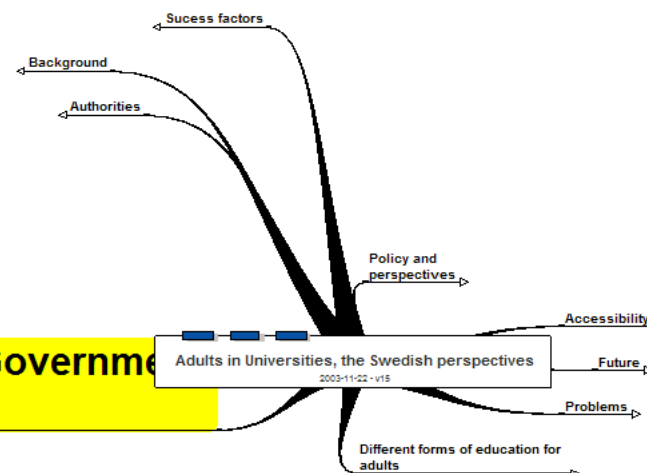 Sucess factors
Background
Authorities
Policy and
perspectives
Accessibility
Governme
Adults in Universities, the Swedish perspectives
2003-11-22 - v15
Future
Problems
Different forms of education for
adults